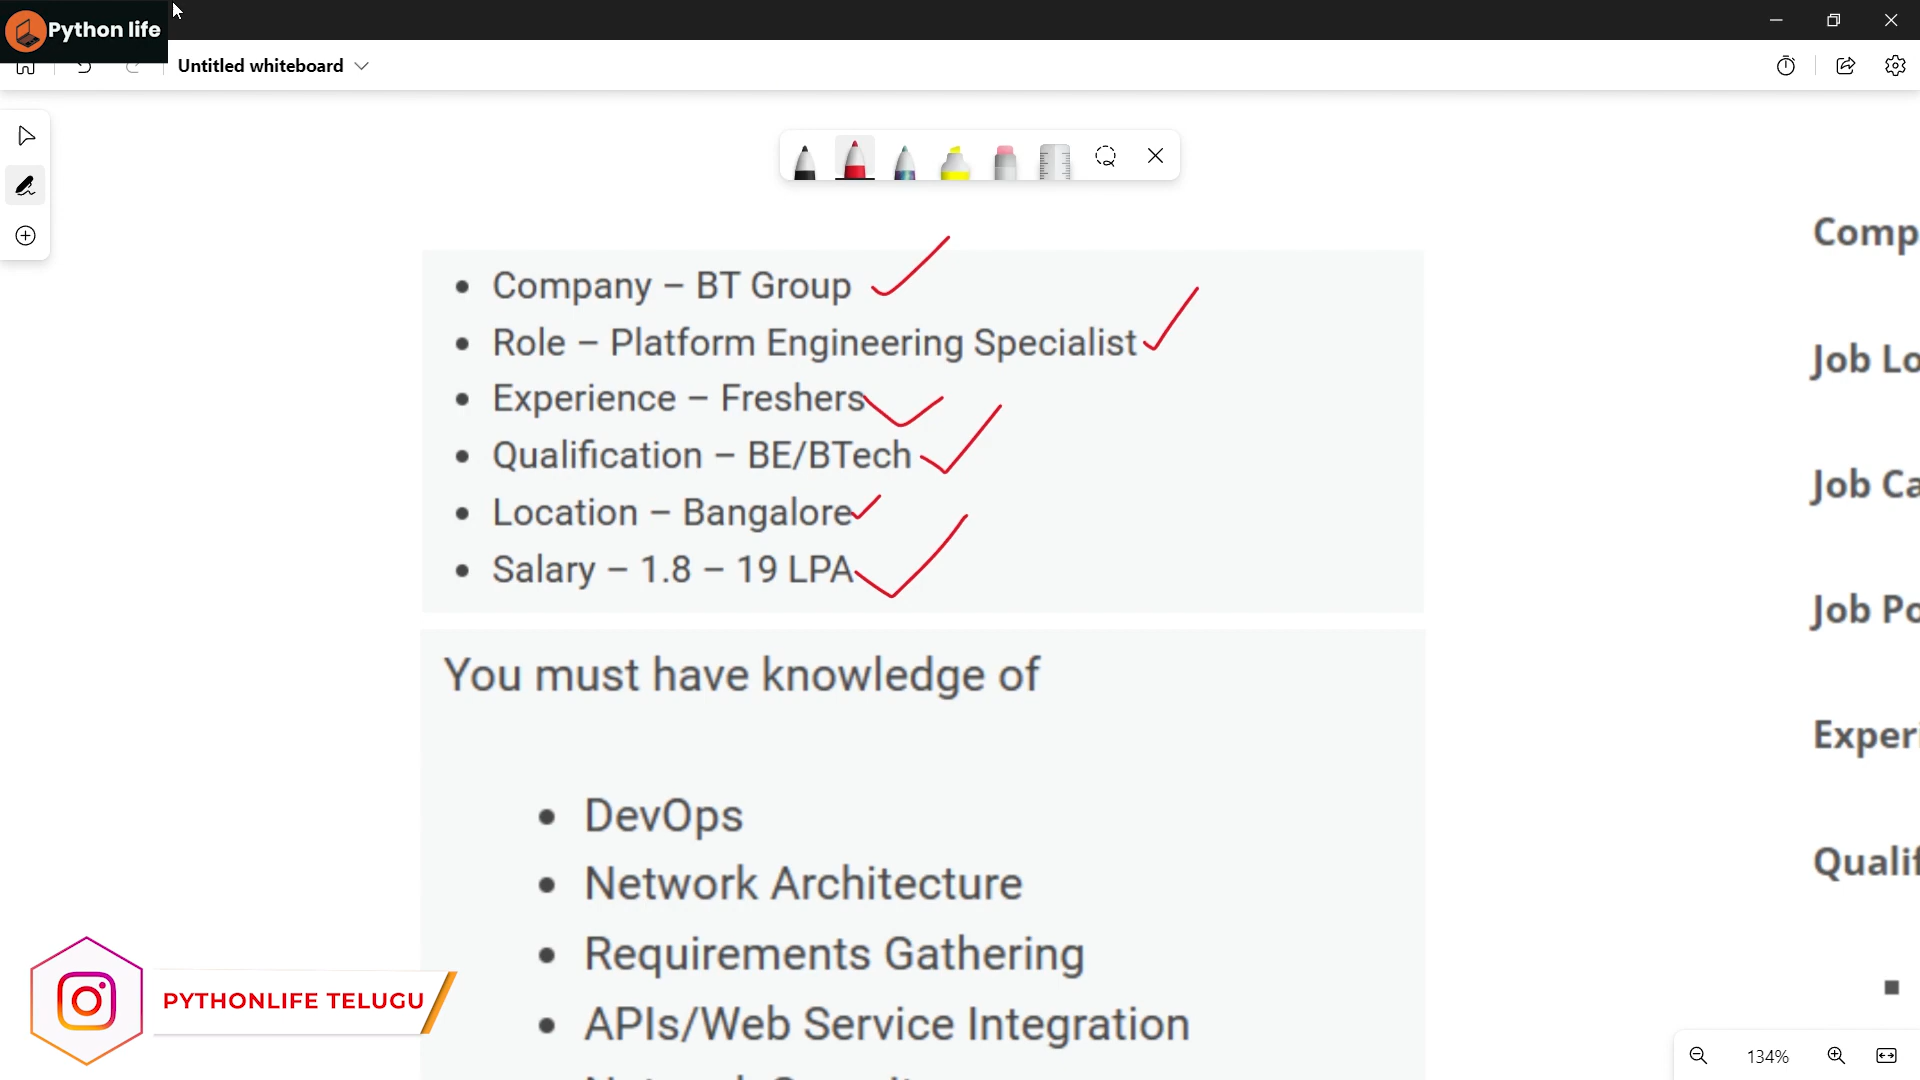 Python life
Untitled whiteboard
• Company – BT Group
• Role – Platform Engineering Specialist
• Experience – Freshers
• Qualification – BE/BTech
• Location – Bangalore
• Salary – 1.8 – 19 LPA
You must have knowledge of
• DevOps
• Network Architecture
• Requirements Gathering
• APIs/Web Service Integration
Comp
Job Lo
Job Ca
Job Po
Experi
Qualif
PYTHONLIFE TELUGU
134%